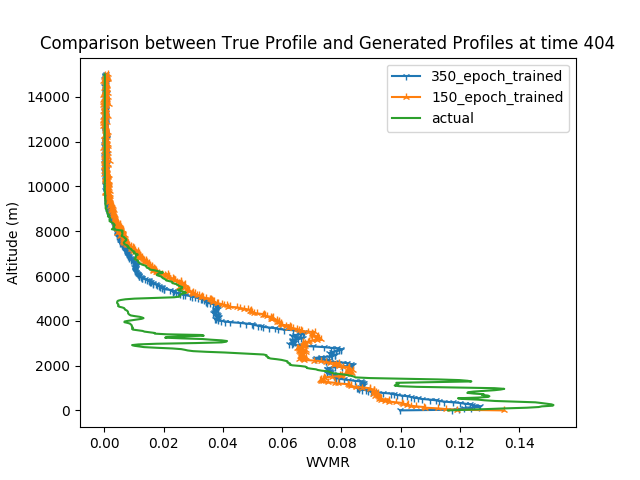 Comparison between True Profile and Generated Profiles at time 404
350_epoch_trained
150_epoch_trained
actual
Altitude (m)
14000
12000
10000
8000
6000
4000
2000
0
0.00 0.02 0.04 0.06 0.08 0.10 0.12 0.14
WVMR